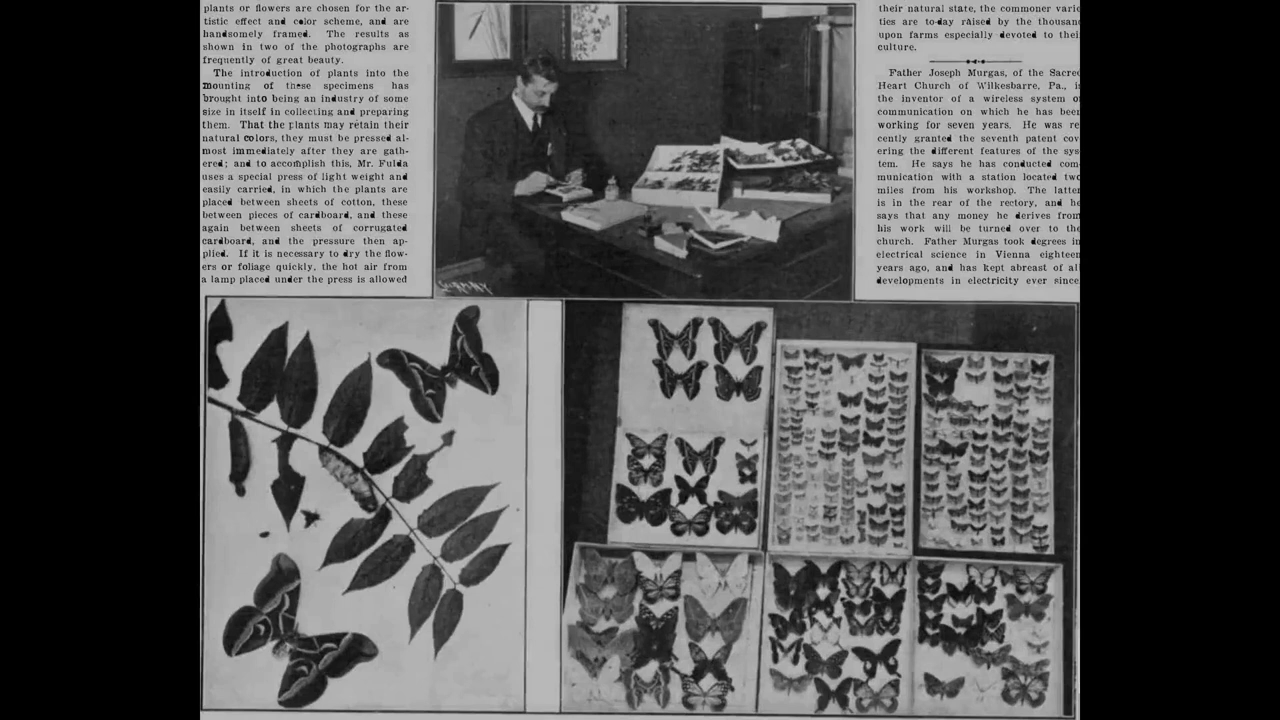 plants or flowers are chosen for the ar-
tistic effect and color scheme, and are
handsomely framed. The results as
shown in two of the photographs are
frequently of great beauty.
The introduction of plants into the
mounting of these specimens has
brought into being an industry of some
size in itself in collecting and preparing
them. That the plants may retain their
natural colors, they must be pressed al-
most immediately after they are gath-
ered; and to accomplish this, Mr. Fulda
uses a special press of light weight and
easily carried, in which the plants are
placed between sheets of cotton, these
between pieces of cardboard, and these
again between sheets of corrugated
cardboard, and the pressure then ap-
plied. If it is necessary to dry the flow-
ers or foliage quickly, the hot air from
a lamp placed under the press is allowed
their natural state, the commoner varie
ties are to-day raised by the thousand
upon farms especially devoted to thei
culture.
Father Joseph Murgas, of the Sacred
Heart Church of Wilkesbarre, Pa., is
the inventor of a wireless system o
communication on which he has been
working for seven years. He was re
cently granted the seventh patent cov
ering the different features of the sys
tem. He says he has conducted com
munication with a station located two
miles from his workshop. The latter
is in the rear of the rectory, and he
says that any money he derives from
his work will be turned over to the
church. Father Murgas took degrees in
electrical science in Vienna eighteen
years ago, and has kept abreast of all
developments in electricity ever since